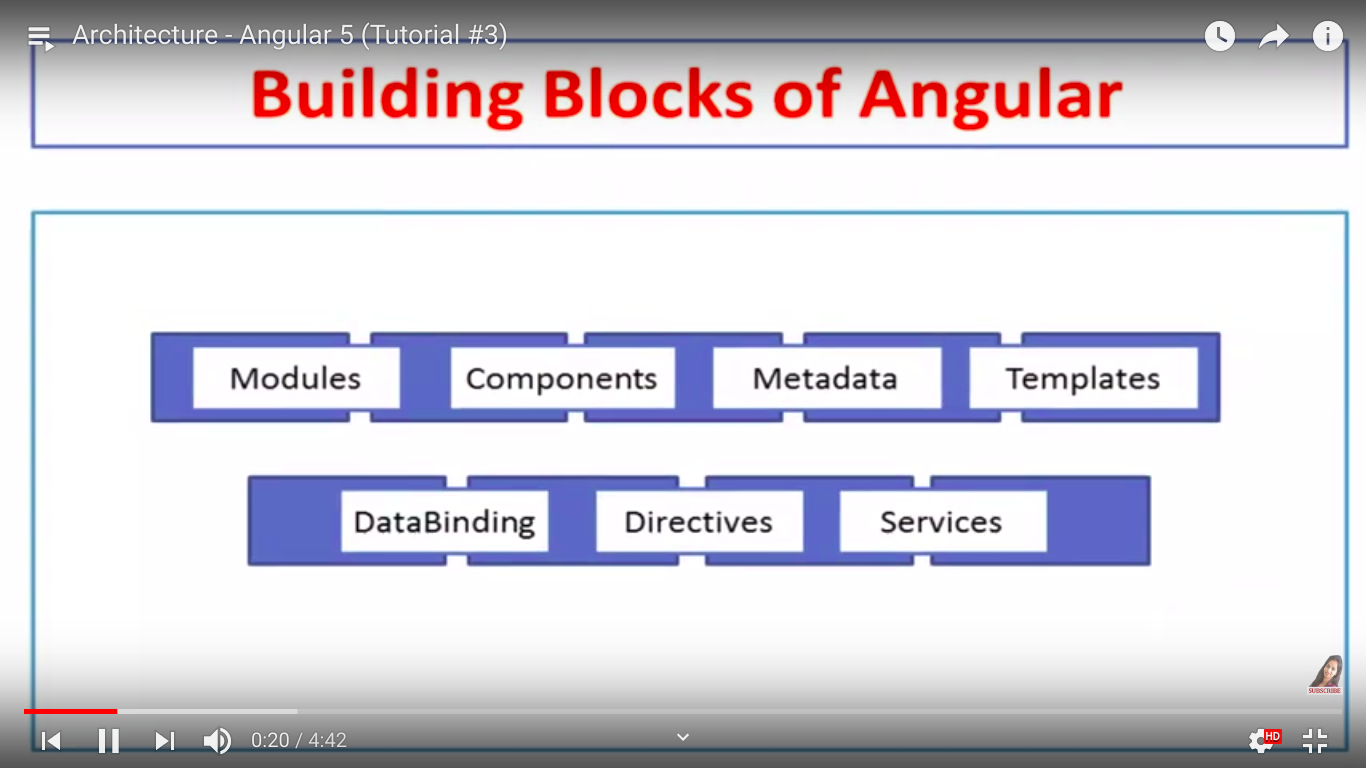 Architecture - Angular 5 (Tutorial #3)
Building Blocks of Angular
Modules Components Metadata Templates
DataBinding Directives Services
SUBSCRIBE
0:20 / 4:42
HD